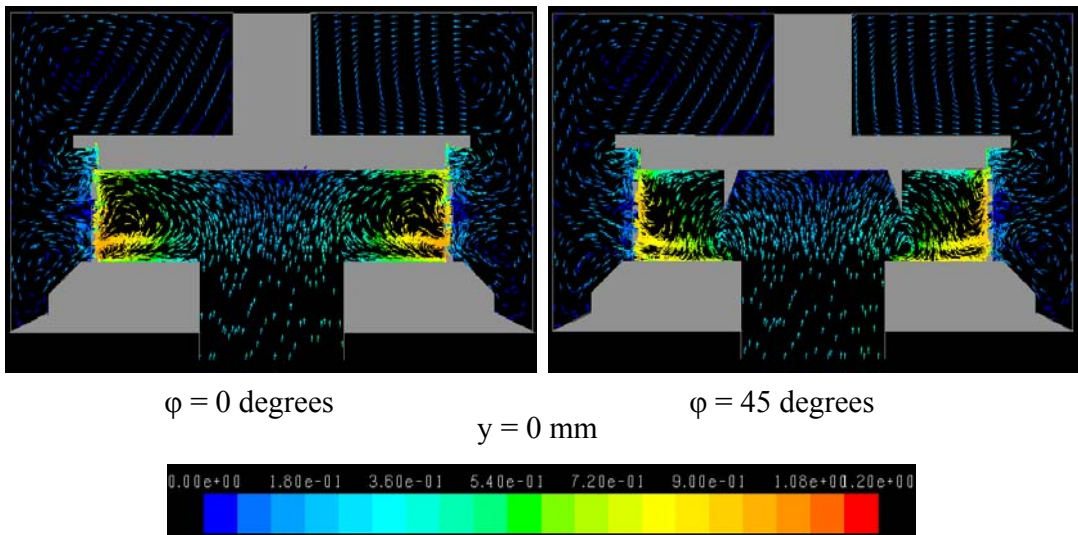 φ = 0 degrees
φ = 45 degrees
y = 0 mm
0.00e+00 1.80e-01 3.60e-01 5.40e-01 7.20e-01 9.00e-01 1.08e+00 1.20e+00